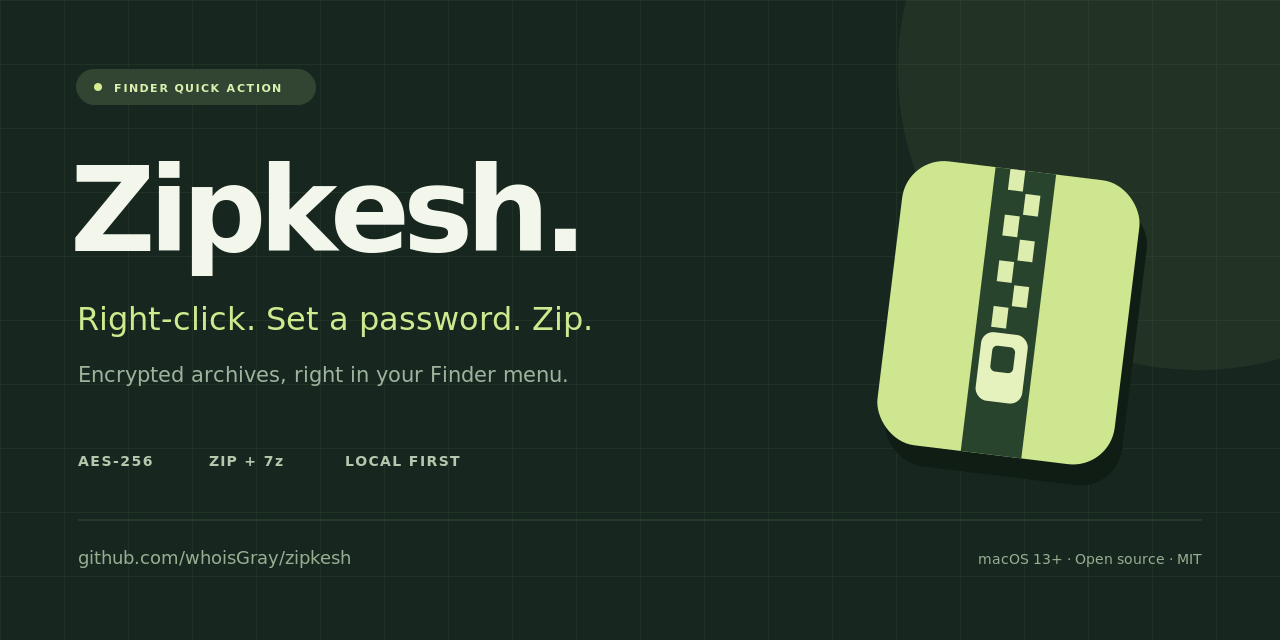 FINDER QUICK ACTION
Zipkesh.
Right-click. Set a password. Zip.
Encrypted archives, right in your Finder menu.
AES-256 ZIP + 7z LOCAL FIRST
github.com/whoisGray/zipkesh
macOS 13+ · Open source · MIT